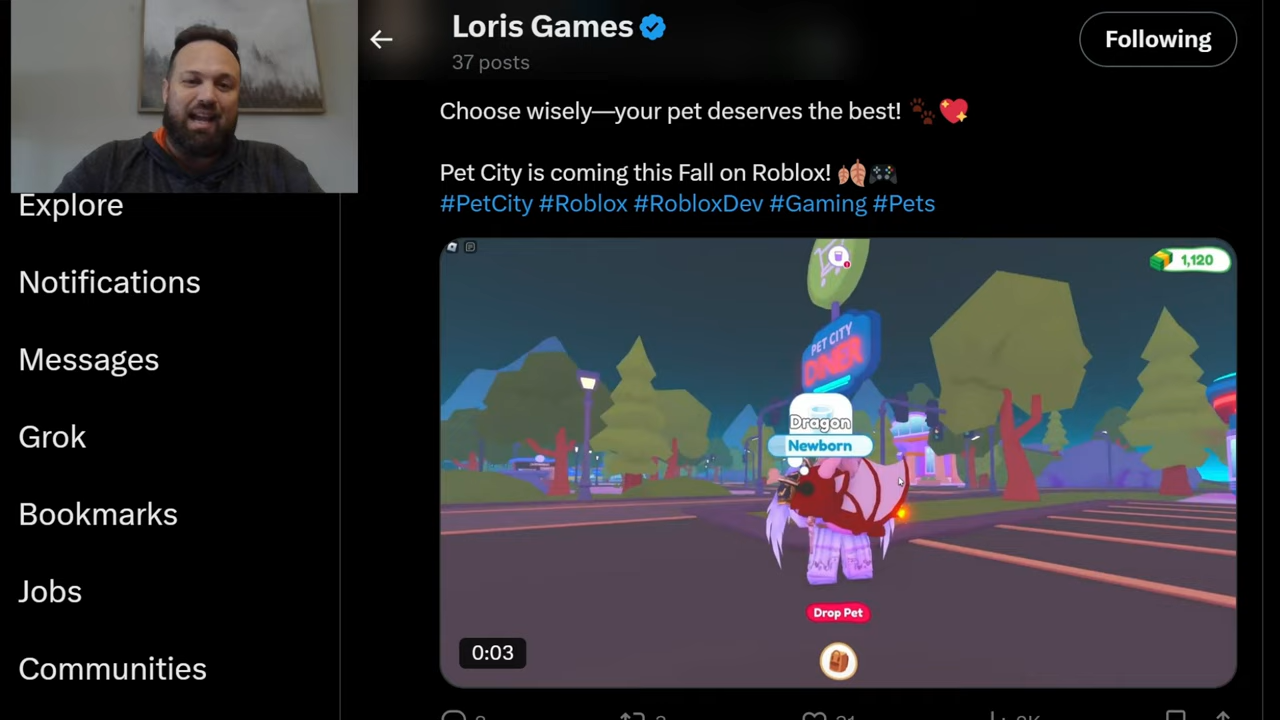 Loris Games
37 posts
Following
Choose wisely—your pet deserves the best! 🐾💖
Pet City is coming this Fall on Roblox! 🍂🎮
#PetCity #Roblox #RobloxDev #Gaming #Pets
Explore
Notifications
Messages
Grok
Bookmarks
Jobs
Communities
1,120
PET CITY
DINER
Dragon
Newborn
Drop Pet
0:03